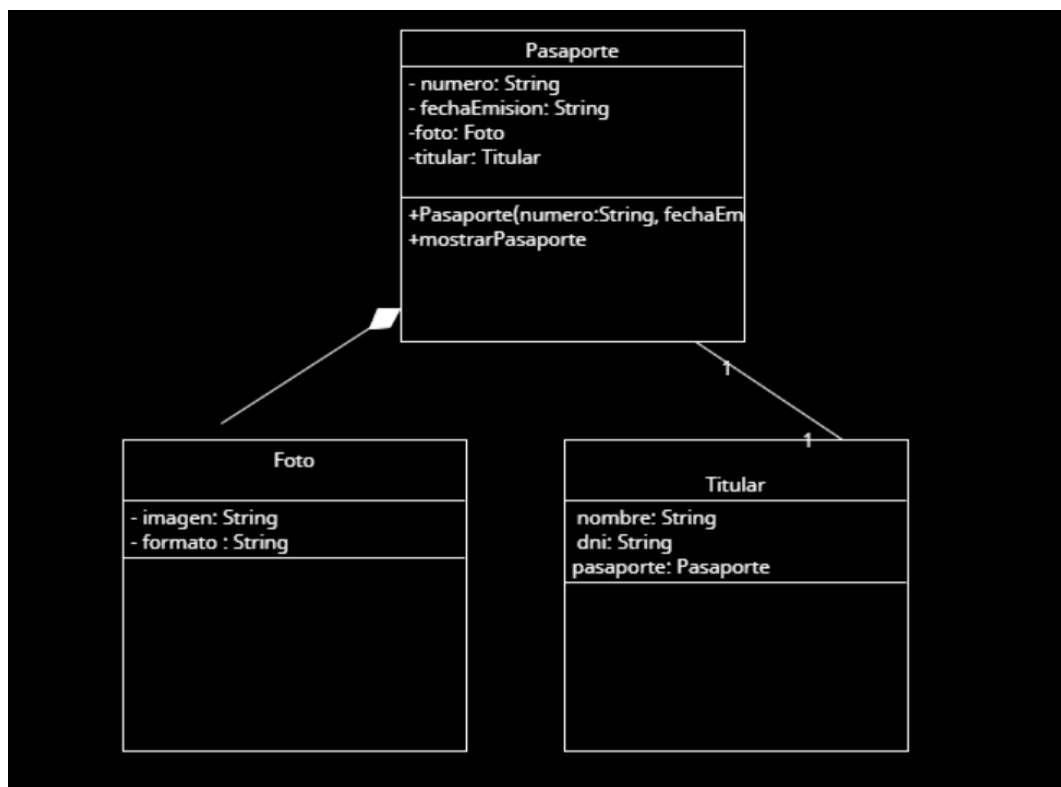 Pasaporte
- numero: String
- fechaEmision: String
-foto: Foto
-titular: Titular
+Pasaporte(numero:String, fechaEm
+mostrarPasaporte
1
1
Foto
- imagen: String
- formato : String
Titular
nombre: String
dni: String
pasaporte: Pasaporte